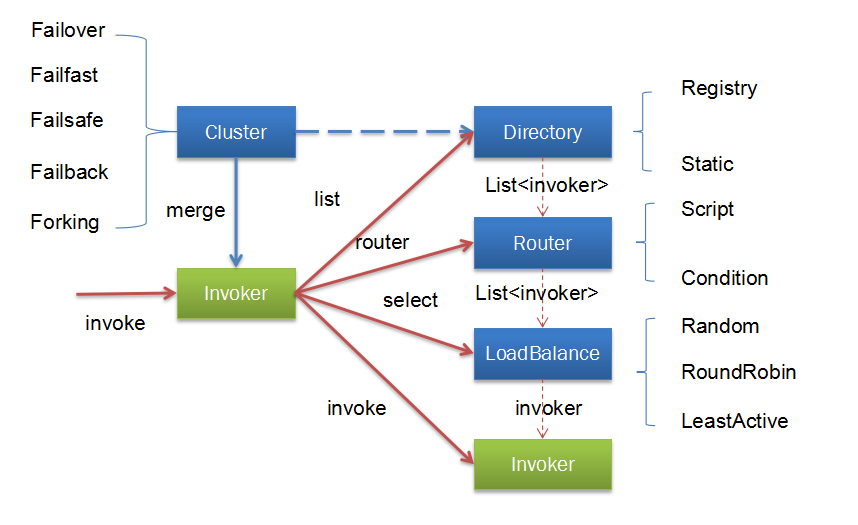 Failover
Failfast
Failsafe
Failback
Forking
Cluster
merge
invoke
Invoker
list
router
select
invoke
Directory
List<invoker>
Router
List<invoker>
LoadBalance
invoker
Invoker
Registry
Static
Script
Condition
Random
RoundRobin
LeastActive